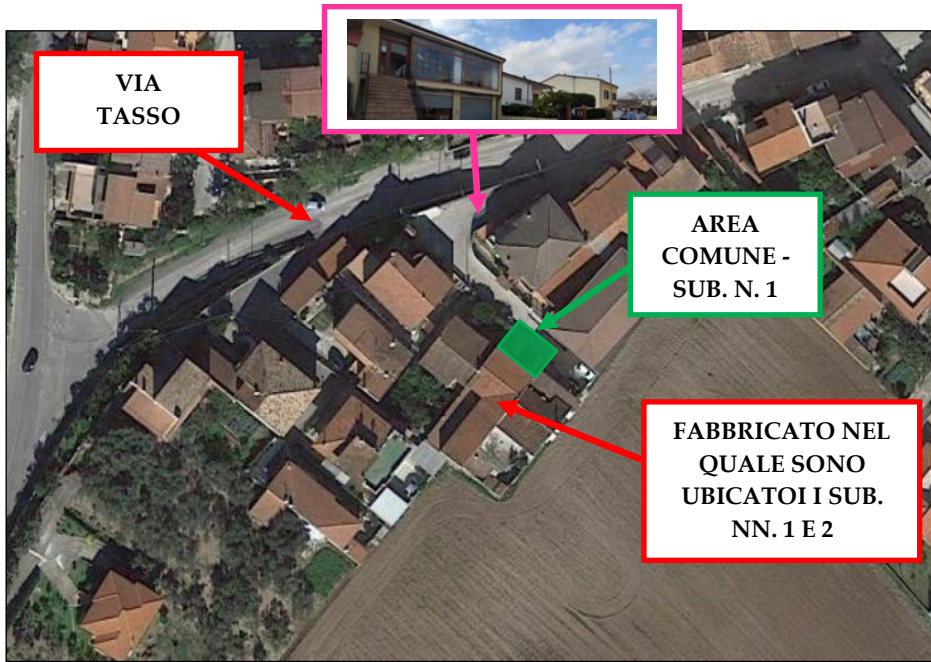 VIA
TASSO
AREA
COMUNE -
SUB. N. 1
FABBRICATO NEL
QUALE SONO
UBICATOI I SUB.
NN. 1 E 2